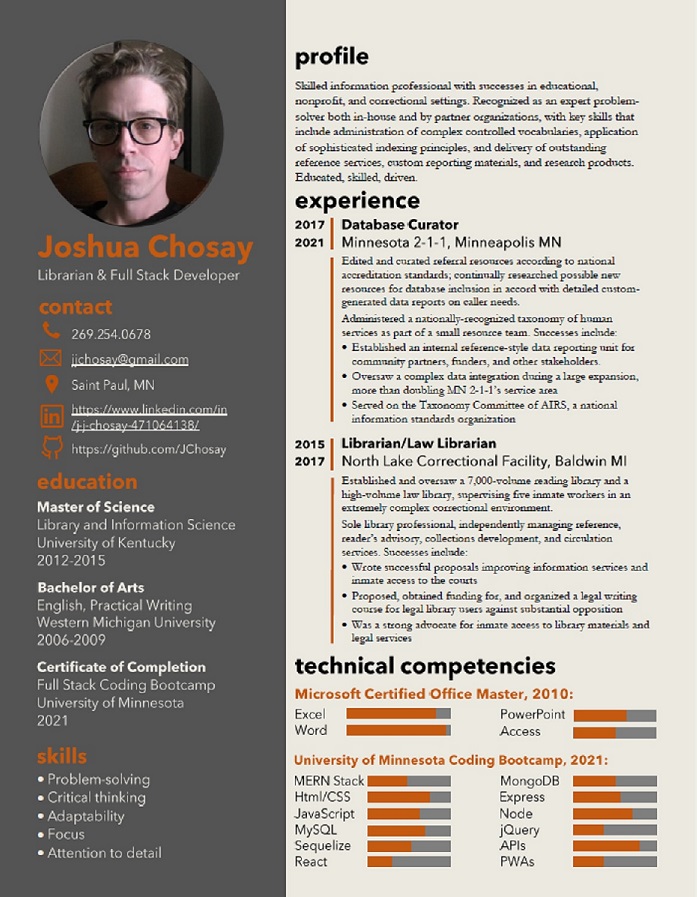 Joshua Chosay
Librarian & Full Stack Developer
contact
269.254.0678
jjchosay@gmail.com
Saint Paul, MN
https://www.linkedin.com/in
/j-j-chosay-471064138/
https://github.com/JChosay
education
Master of Science
Library and Information Science
University of Kentucky
2012-2015
Bachelor of Arts
English, Practical Writing
Western Michigan University
2006-2009
Certificate of Completion
Full Stack Coding Bootcamp
University of Minnesota
2021
skills
• Problem-solving
• Critical thinking
• Adaptability
• Focus
• Attention to detail
profile
Skilled information professional with successes in educational,
nonprofit, and correctional settings. Recognized as an expert problem-
solver both in-house and by partner organizations, with key skills that
include administration of complex controlled vocabularies, application
of sophisticated indexing principles, and delivery of outstanding
reference services, custom reporting materials, and research products.
Educated, skilled, driven.
experience
2017 Database Curator
2021 Minnesota 2-1-1, Minneapolis MN
Edited and curated referral resources according to national
accreditation standards; continually researched possible new
resources for database inclusion in accord with detailed custom-
generated data reports on caller needs.
Administered a nationally-recognized taxonomy of human
services as part of a small resource team. Successes include:
• Established an internal reference-style data reporting unit for
community partners, funders, and other stakeholders.
• Oversaw a complex data integration during a large expansion,
more than doubling MN 2-1-1's service area
• Served on the Taxonomy Committee of AIRS, a national
information standards organization
2015 Librarian/Law Librarian
2017 North Lake Correctional Facility, Baldwin MI
Established and oversaw a 7,000-volume reading library and a
high-volume law library, supervising five inmate workers in an
extremely complex correctional environment.
Sole library professional, independently managing reference,
reader's advisory, collections development, and circulation
services. Successes include:
• Wrote successful proposals improving information services and
inmate access to the courts
• Proposed, obtained funding for, and organized a legal writing
course for legal library users against substantial opposition
• Was a strong advocate for inmate access to library materials and
legal services
technical competencies
Microsoft Certified Office Master, 2010:
Excel PowerPoint
Word Access
University of Minnesota Coding Bootcamp, 2021:
MERN Stack MongoDB
Html/CSS Express
JavaScript Node
MySQL jQuery
Sequelize APIs
React PWAs